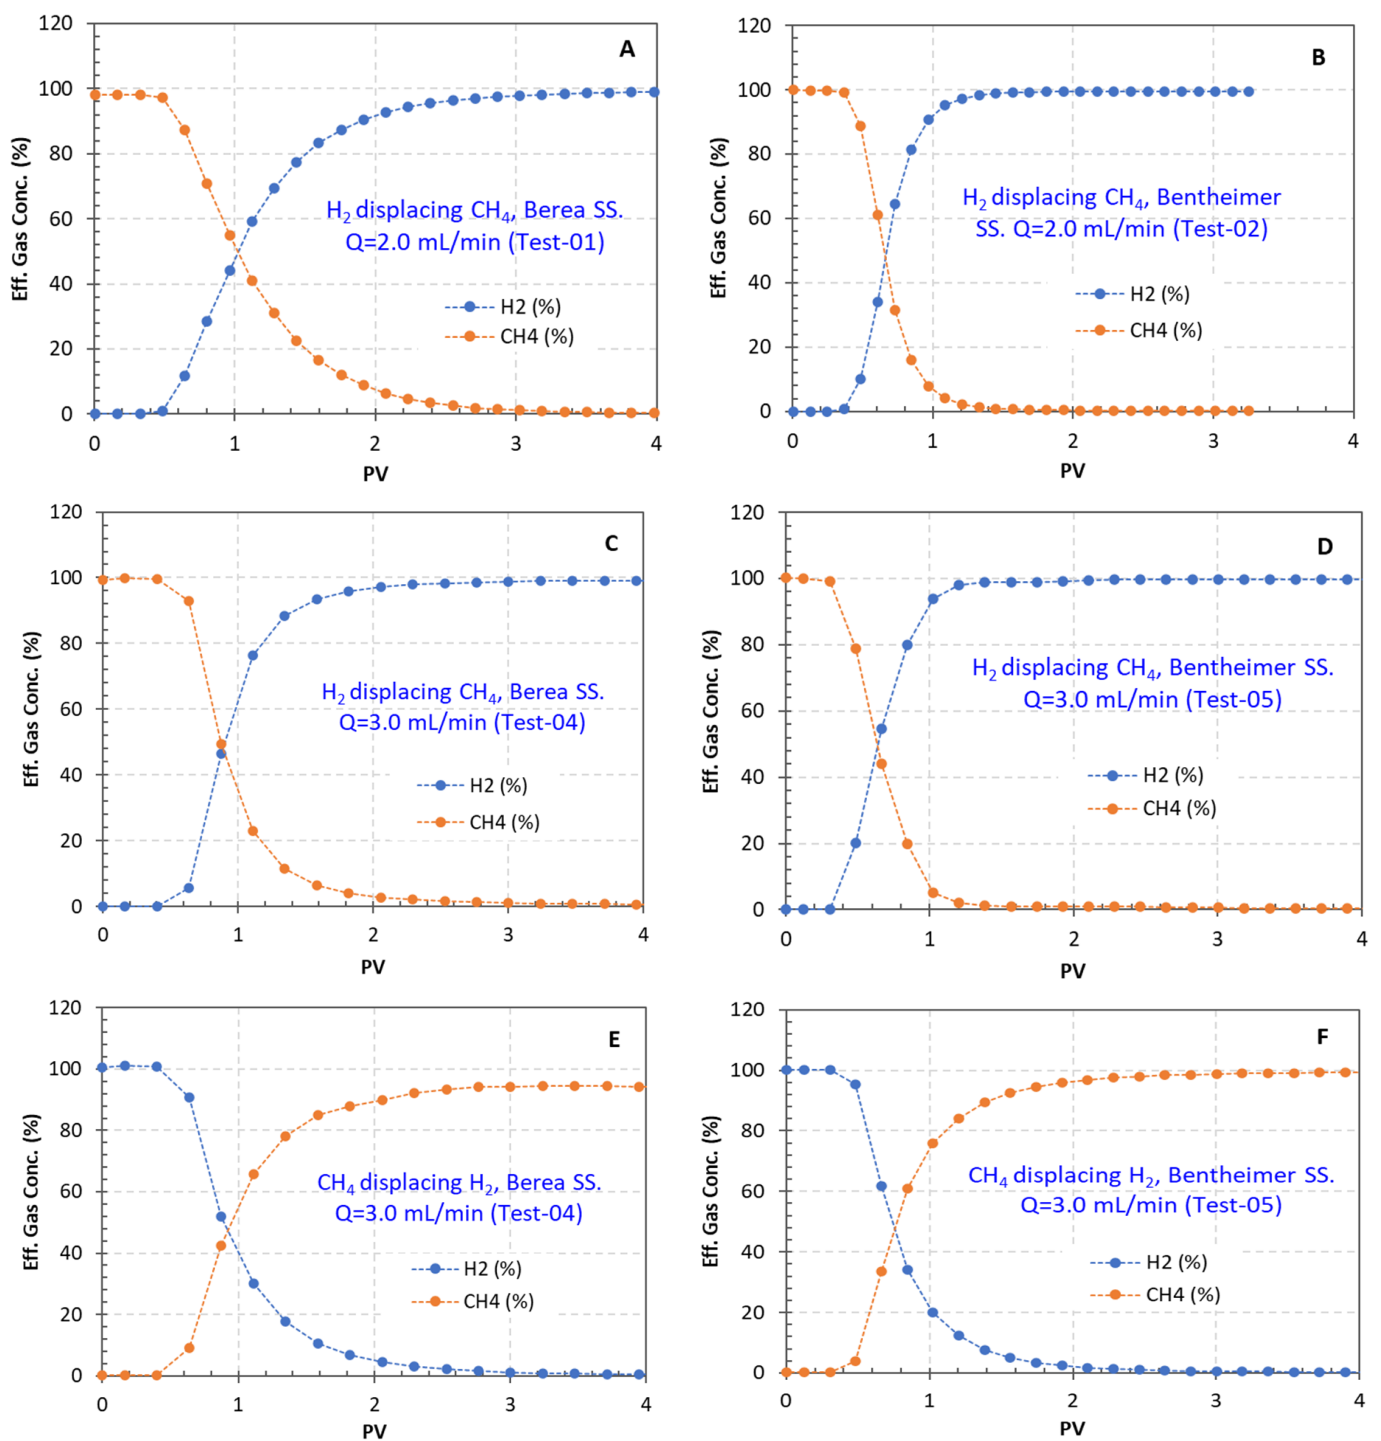 A
Eff. Gas Conc. (%)
120
100
80
60
40
20
0
H2 displacing CH4, Berea SS.
Q=2.0 mL/min (Test-01)
H2 (%)
CH4 (%)
0 1 2 3 4
PV
B
Eff. Gas Conc. (%)
120
100
80
60
40
20
0
H2 displacing CH4, Bentheimer
SS. Q=2.0 mL/min (Test-02)
H2 (%)
CH4 (%)
0 1 2 3 4
PV
C
Eff. Gas Conc. (%)
120
100
80
60
40
20
0
H2 displacing CH4, Berea SS.
Q=3.0 mL/min (Test-04)
H2 (%)
CH4 (%)
0 1 2 3 4
PV
D
Eff. Gas Conc. (%)
120
100
80
60
40
20
0
H2 displacing CH4, Bentheimer SS.
Q=3.0 mL/min (Test-05)
H2 (%)
CH4 (%)
0 1 2 3 4
PV
E
Eff. Gas Conc. (%)
120
100
80
60
40
20
0
CH4 displacing H2, Berea SS.
Q=3.0 mL/min (Test-04)
H2 (%)
CH4 (%)
0 1 2 3 4
PV
F
Eff. Gas Conc. (%)
120
100
80
60
40
20
0
CH4 displacing H2, Bentheimer SS.
Q=3.0 mL/min (Test-05)
H2 (%)
CH4 (%)
0 1 2 3 4
PV